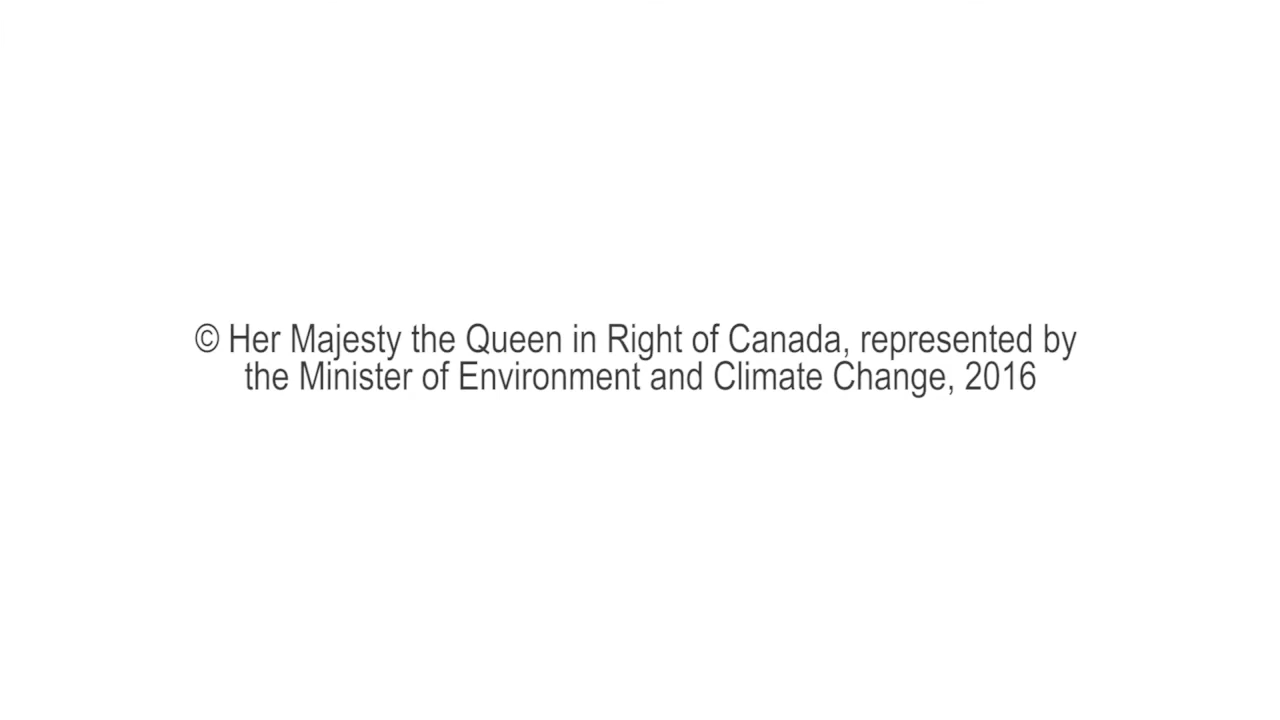 © Her Majesty the Queen in Right of Canada, represented by
the Minister of Environment and Climate Change, 2016